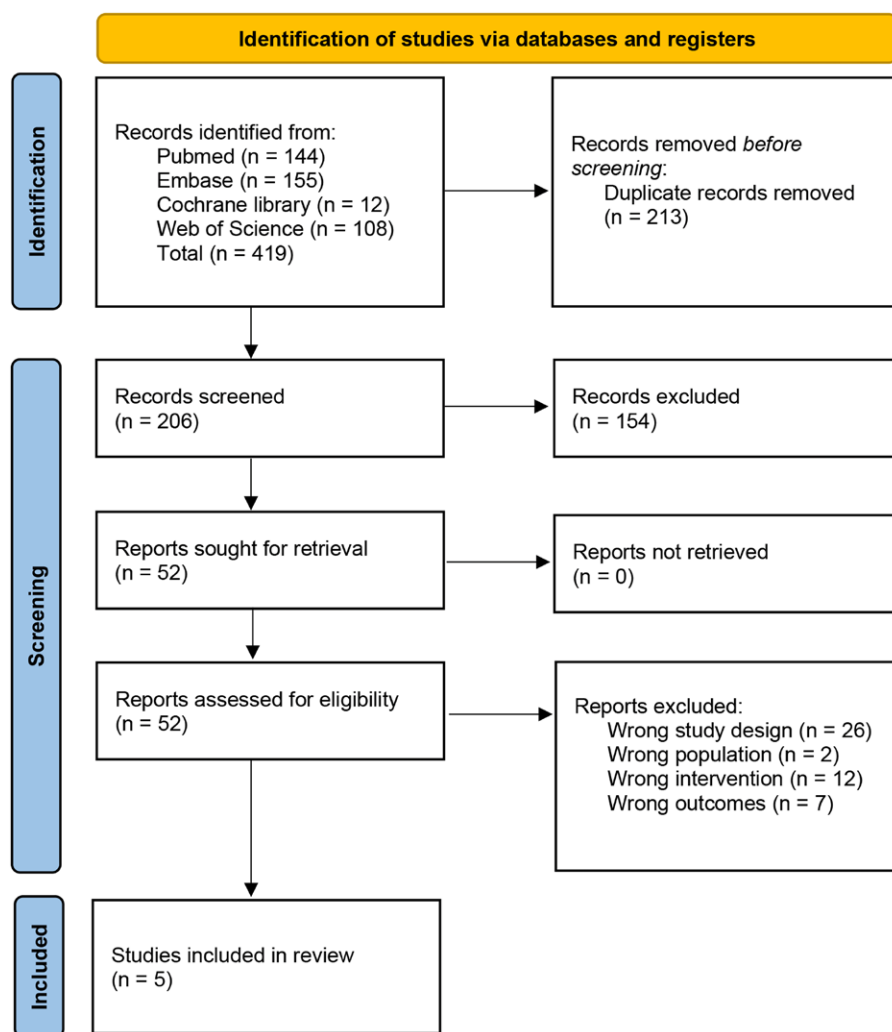 Identification of studies via databases and registers
Identification
Records identified from:
Pubmed (n = 144)
Embase (n = 155)
Cochrane library (n = 12)
Web of Science (n = 108)
Total (n = 419)
Records removed before
screening:
Duplicate records removed
(n = 213)
Screening
Records screened
(n = 206)
Records excluded
(n = 154)
Reports sought for retrieval
(n = 52)
Reports not retrieved
(n = 0)
Reports assessed for eligibility
(n = 52)
Reports excluded:
Wrong study design (n = 26)
Wrong population (n = 2)
Wrong intervention (n = 12)
Wrong outcomes (n = 7)
Included
Studies included in review
(n = 5)